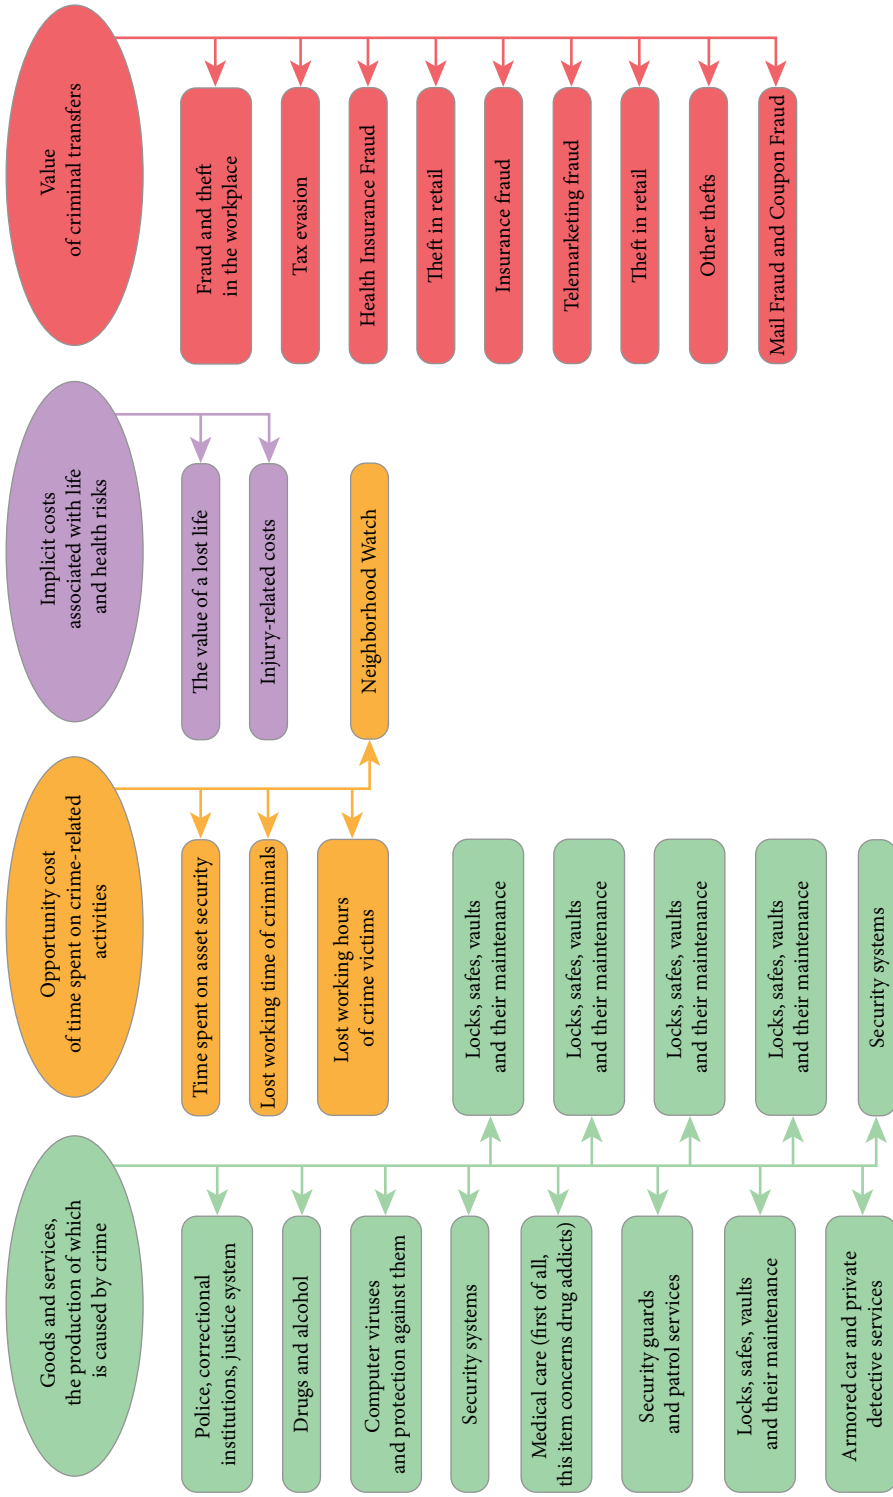 Goods and services,
the production of which
is caused by crime
Police, correctional
institutions, justice system
Drugs and alcohol
Computer viruses
and protection against them
Security systems
Medical care (first of all,
this item concerns drug addicts)
Security guards
and patrol services
Locks, safes, vaults
and their maintenance
Armored car and private
detective services
Locks, safes, vaults
and their maintenance
Locks, safes, vaults
and their maintenance
Locks, safes, vaults
and their maintenance
Locks, safes, vaults
and their maintenance
Security systems
Opportunity cost
of time spent on crime-related
activities
Time spent on asset security
Lost working time of criminals
Lost working hours
of crime victims
Neighborhood Watch
Implicit costs
associated with life
and health risks
The value of a lost life
Injury-related costs
Value
of criminal transfers
Fraud and theft
in the workplace
Tax evasion
Health Insurance Fraud
Theft in retail
Insurance fraud
Telemarketing fraud
Theft in retail
Other thefts
Mail Fraud and Coupon Fraud